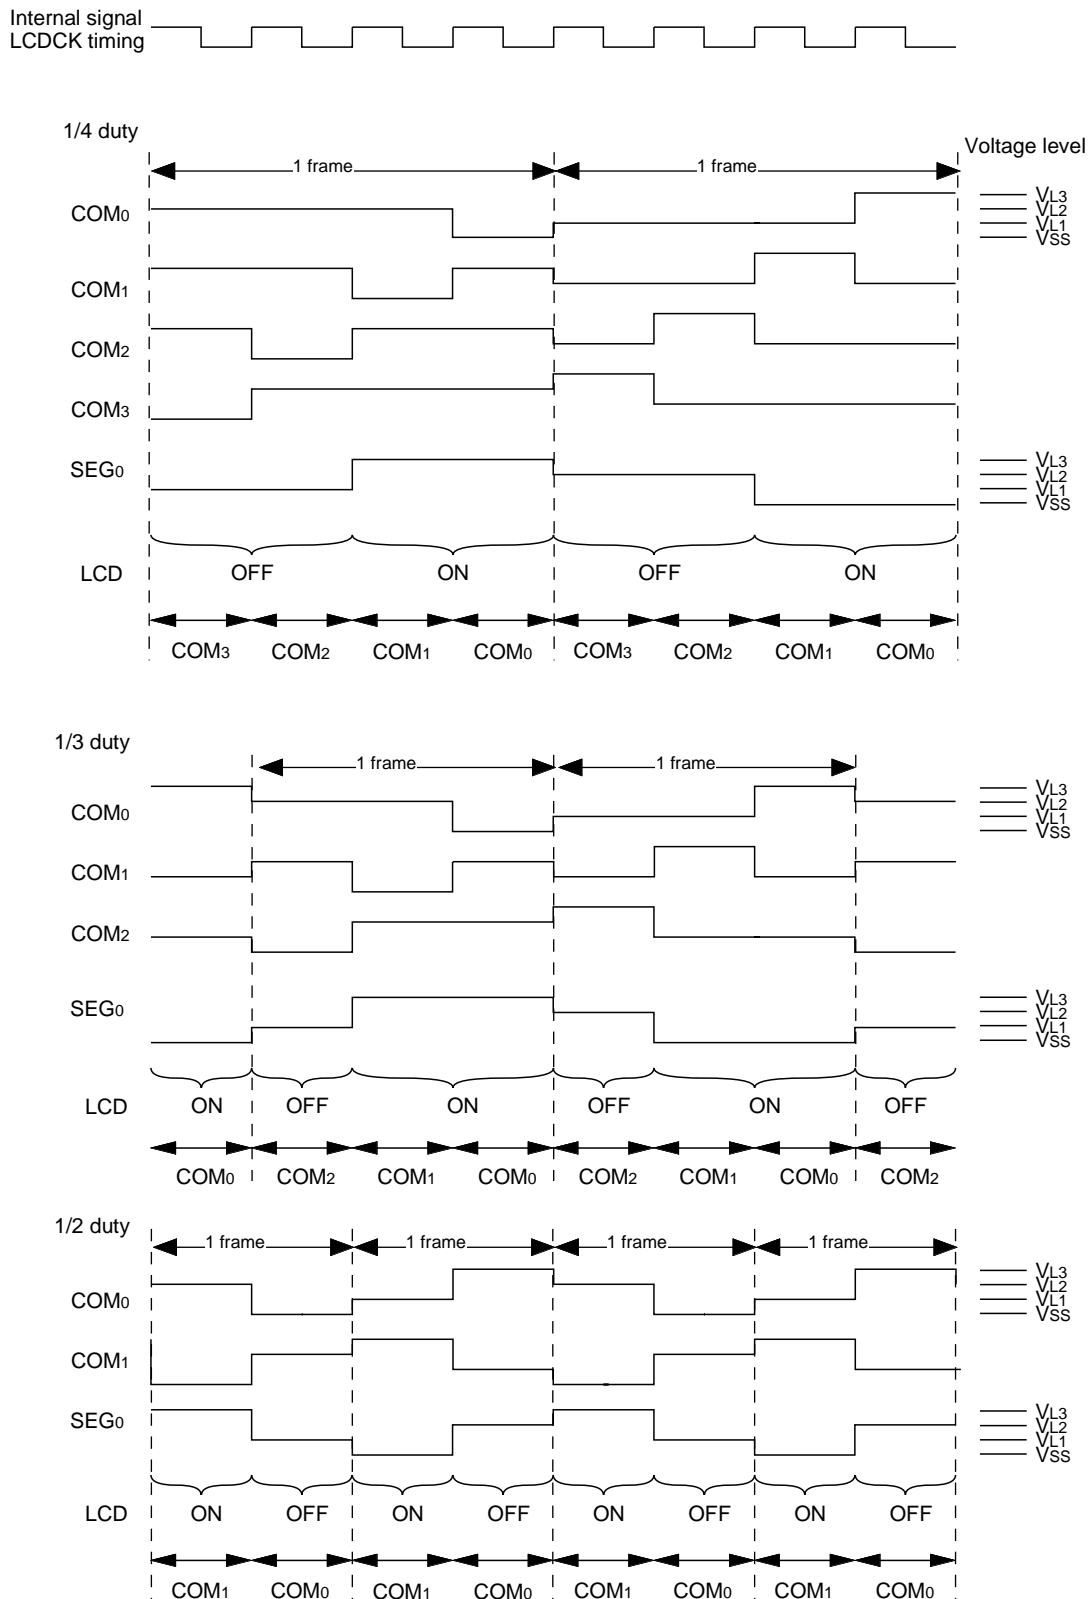 Internal signal
LCDCK timing
1/4 duty
Voltage level
1 frame 1 frame
COM0
VL3
VL2
VL1
VSS
COM1
COM2
COM3
SEG0
VL3
VL2
VL1
VSS
LCD OFF ON OFF ON
COM3 COM2 COM1 COM0 COM3 COM2 COM1 COM0
1/3 duty
1 frame 1 frame
COM0
VL3
VL2
VL1
VSS
COM1
COM2
SEG0
VL3
VL2
VL1
VSS
LCD ON OFF ON OFF ON OFF
COM0 COM2 COM1 COM0 COM2 COM1 COM0 COM2
1/2 duty
1 frame 1 frame 1 frame 1 frame
COM0
VL3
VL2
VL1
VSS
COM1
SEG0
VL3
VL2
VL1
VSS
LCD ON OFF ON OFF ON OFF ON OFF
COM1 COM0 COM1 COM0 COM1 COM0 COM1 COM0